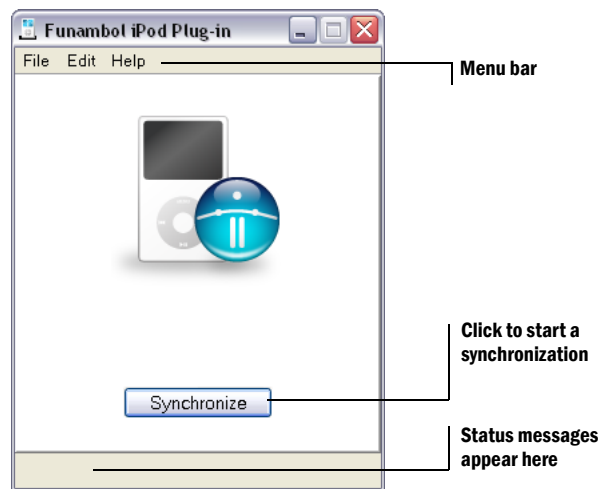 Funambol iPod Plug-in
File Edit Help
Menu bar
Click to start a
synchronization
Synchronize
Status messages
appear here